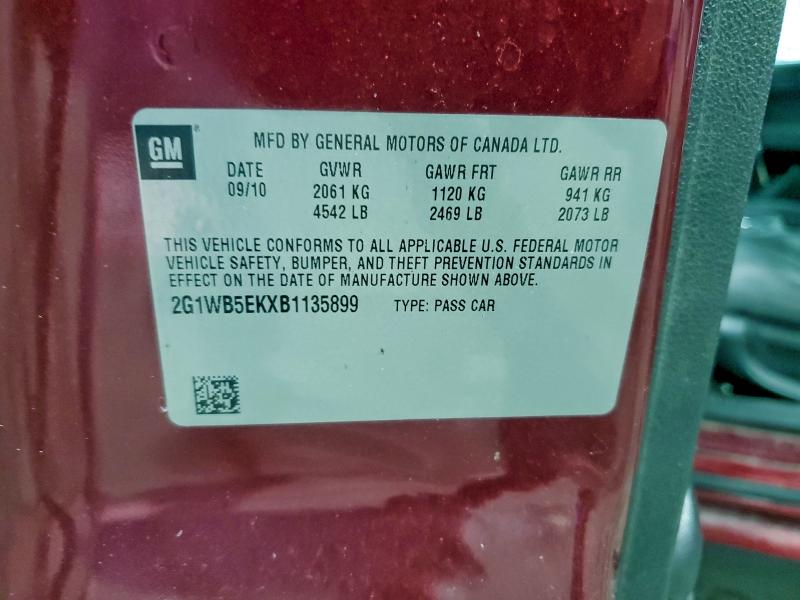 GM®
MFD BY GENERAL MOTORS OF CANADA LTD.
DATE GVWR GAWR FRT GAWR RR
09/10 2061 KG 1120 KG 941 KG
4542 LB 2469 LB 2073 LB
THIS VEHICLE CONFORMS TO ALL APPLICABLE U.S. FEDERAL MOTOR
VEHICLE SAFETY, BUMPER, AND THEFT PREVENTION STANDARDS IN
EFFECT ON THE DATE OF MANUFACTURE SHOWN ABOVE.
2G1WB5EKXB1135899 TYPE: PASS CAR